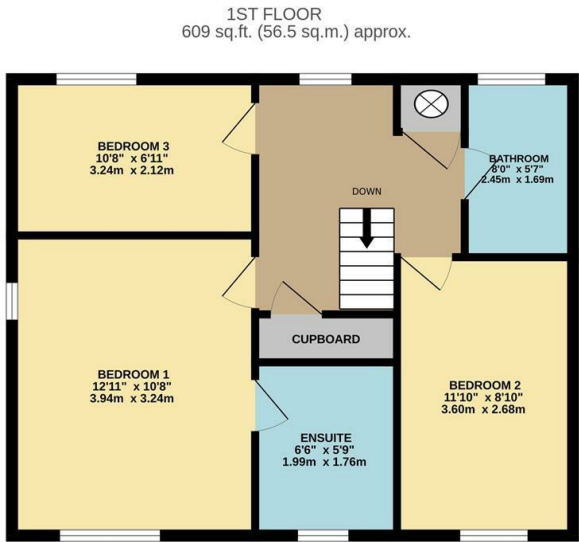 1ST FLOOR
609 sq.ft. (56.5 sq.m.) approx.
BEDROOM 3
10'8" x 6'11"
3.24m x 2.12m
BATHROOM
8'0" x 5'7"
2.45m x 1.69m
DOWN
CUPBOARD
BEDROOM 1
12'11" x 10'8"
3.94m x 3.24m
BEDROOM 2
11'10" x 8'10"
3.60m x 2.68m
ENSUITE
6'6" x 5'9"
1.99m x 1.76m